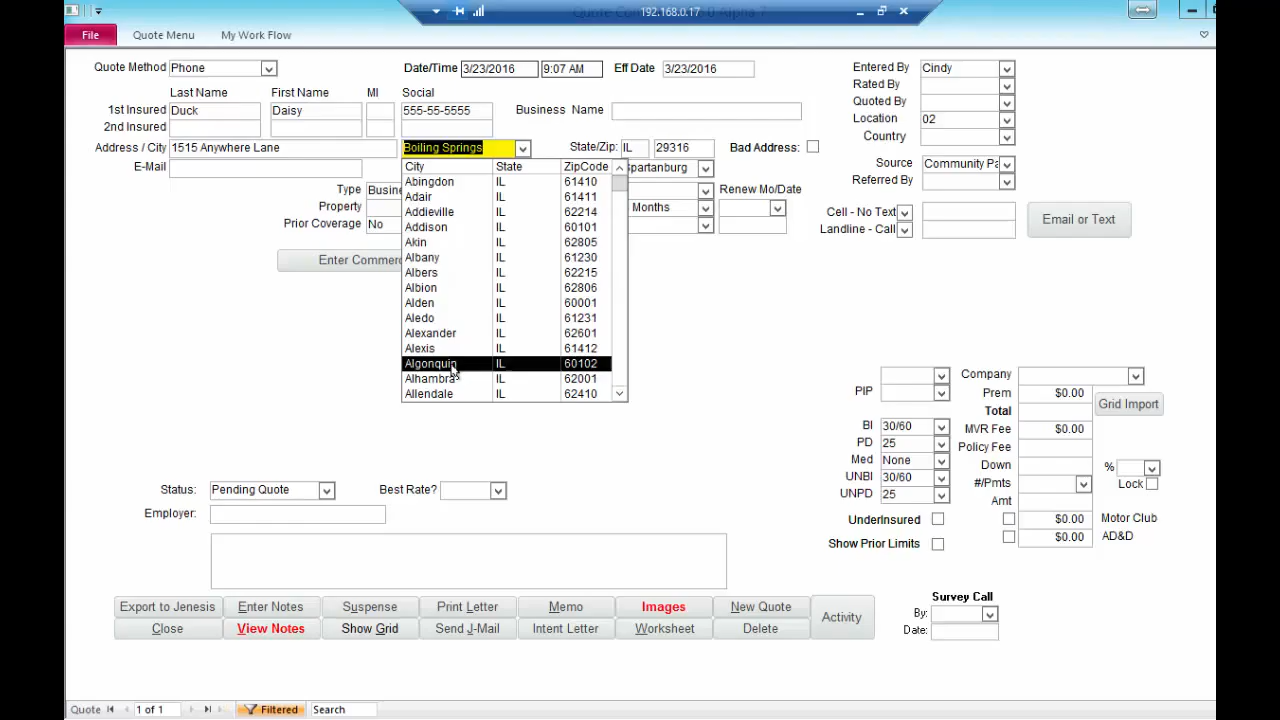 192.168.0.17
File Quote Menu My Work Flow
Quote Method Phone Date/Time 3/23/2016 9:07 AM Eff Date 3/23/2016 Entered By Cindy
Rated By
Last Name First Name MI Social
Quoted By
1st Insured Duck Daisy 555-55-5555 Business Name
Location 02
2nd Insured
Country
Address / City 1515 Anywhere Lane Boiling Springs State/Zip: IL 29316 Bad Address:
E-Mail Spartanburg Source Community Pa
City State ZipCode
Referred By
Abingdon IL 61410
Type Busine Renew Mo/Date
Adair IL 61411
Property Months
Addieville IL 62214
Cell - No Text
Email or Text
Prior Coverage No
Addison IL 60101
Landline - Call
Akin IL 62805
Albany IL 61230
Enter Commerc
Albers IL 62215
Albion IL 62806
Alden IL 60001
Aledo IL 61231
Alexander IL 62601
Alexis IL 61412
Algonquin IL 60102
Alhambra IL 62001
Allendale IL 62410
Company
PIP Prem $0.00
Total Grid Import
BI 30/60 MVR Fee $0.00
PD 25 Policy Fee
Med None Down %
UNBI 30/60 #/Pmts Lock
UNPD 25 Amt
Status: Pending Quote Best Rate?
Employer:
UnderInsured $0.00 Motor Club
Show Prior Limits $0.00 AD&D
Export to Jenesis Enter Notes Suspense Print Letter Memo Images New Quote
Activity
Close View Notes Show Grid Send J-Mail Intent Letter Worksheet Delete
Survey Call
By:
Date:
Quote 1 of 1 Filtered Search